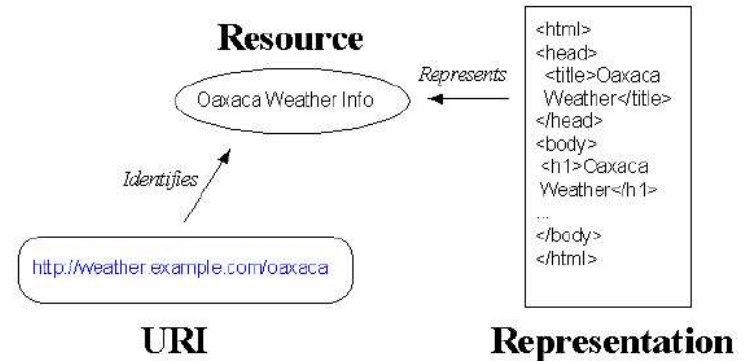 Resource
Oaxaca Weather Info
Represents
Identifies
http://weather.example.com/oaxaca
URI
<html>
<head>
<title>Oaxaca
Weather</title>
</head>
<body>
<h1>Oaxaca
Weather</h1>
...
</body>
</html>
Representation